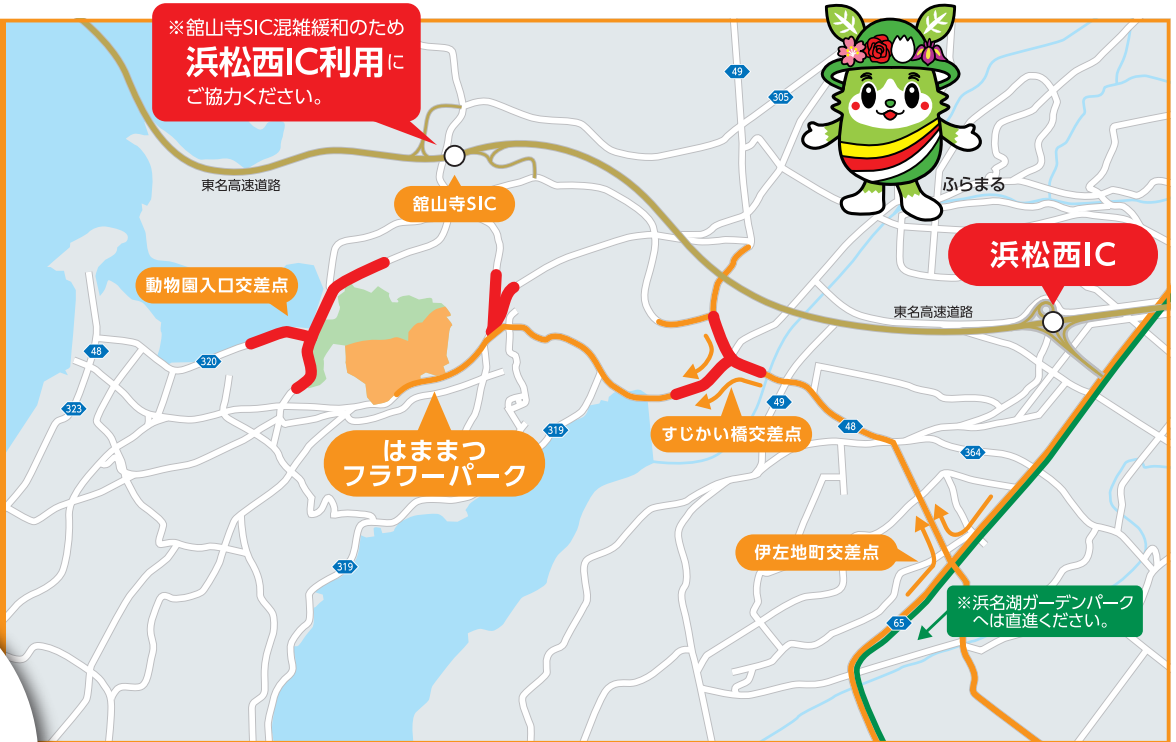 ※舘山寺SIC混雑緩和のため
浜松西IC利用に
ご協力ください。
49
305
東名高速道路
舘山寺SIC
ふらまる
浜松西IC
動物園入口交差点
東名高速道路
48
320
323
はままつ
フラワーパーク
319
すじかい橋交差点
49
48
364
319
伊左地町交差点
※浜名湖ガーデンパーク
へは直進ください。
65